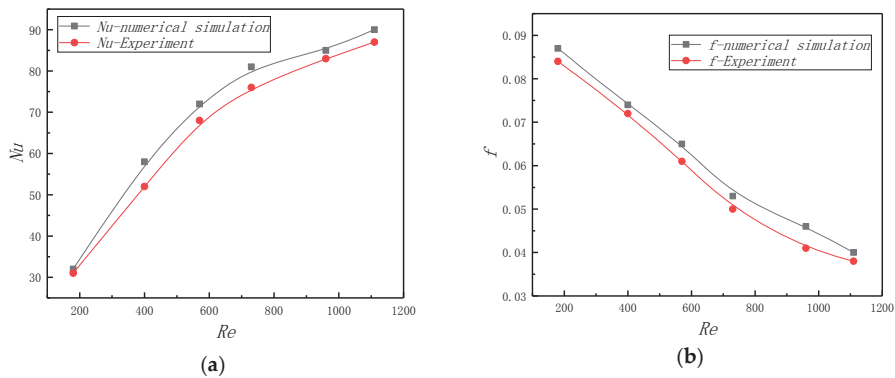 Nu-numerical simulation
Nu-Experiment
90
80
70
60
50
40
30
Nu
200 400 600 800 1000 1200
Re
(a)
f-numerical simulation
f-Experiment
0.09
0.08
0.07
0.06
0.05
0.04
0.03
f
200 400 600 800 1000 1200
Re
(b)